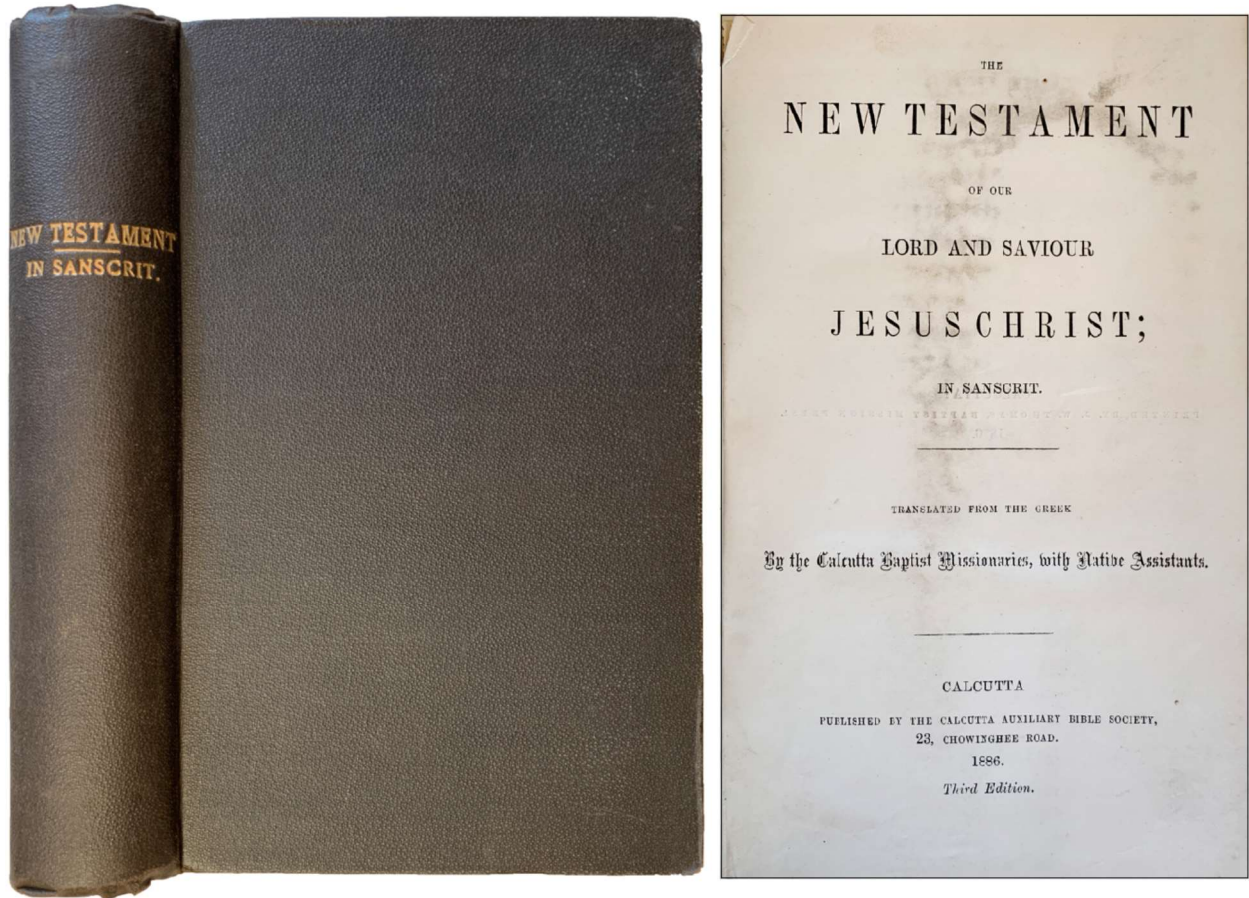 NEW TESTAMENT
IN SANSCRIT.
THE
NEW TESTAMENT
OF OUR
LORD AND SAVIOUR
JESUS CHRIST;
IN SANSCRIT.
TRANSLATED FROM THE GREEK
By the Calcutta Baptist Missionaries, with Native Assistants.
CALCUTTA
PUBLISHED BY THE CALCUTTA AUXILIARY BIBLE SOCIETY,
23, CHOWINGHEE ROAD.
1886.
Third Edition.